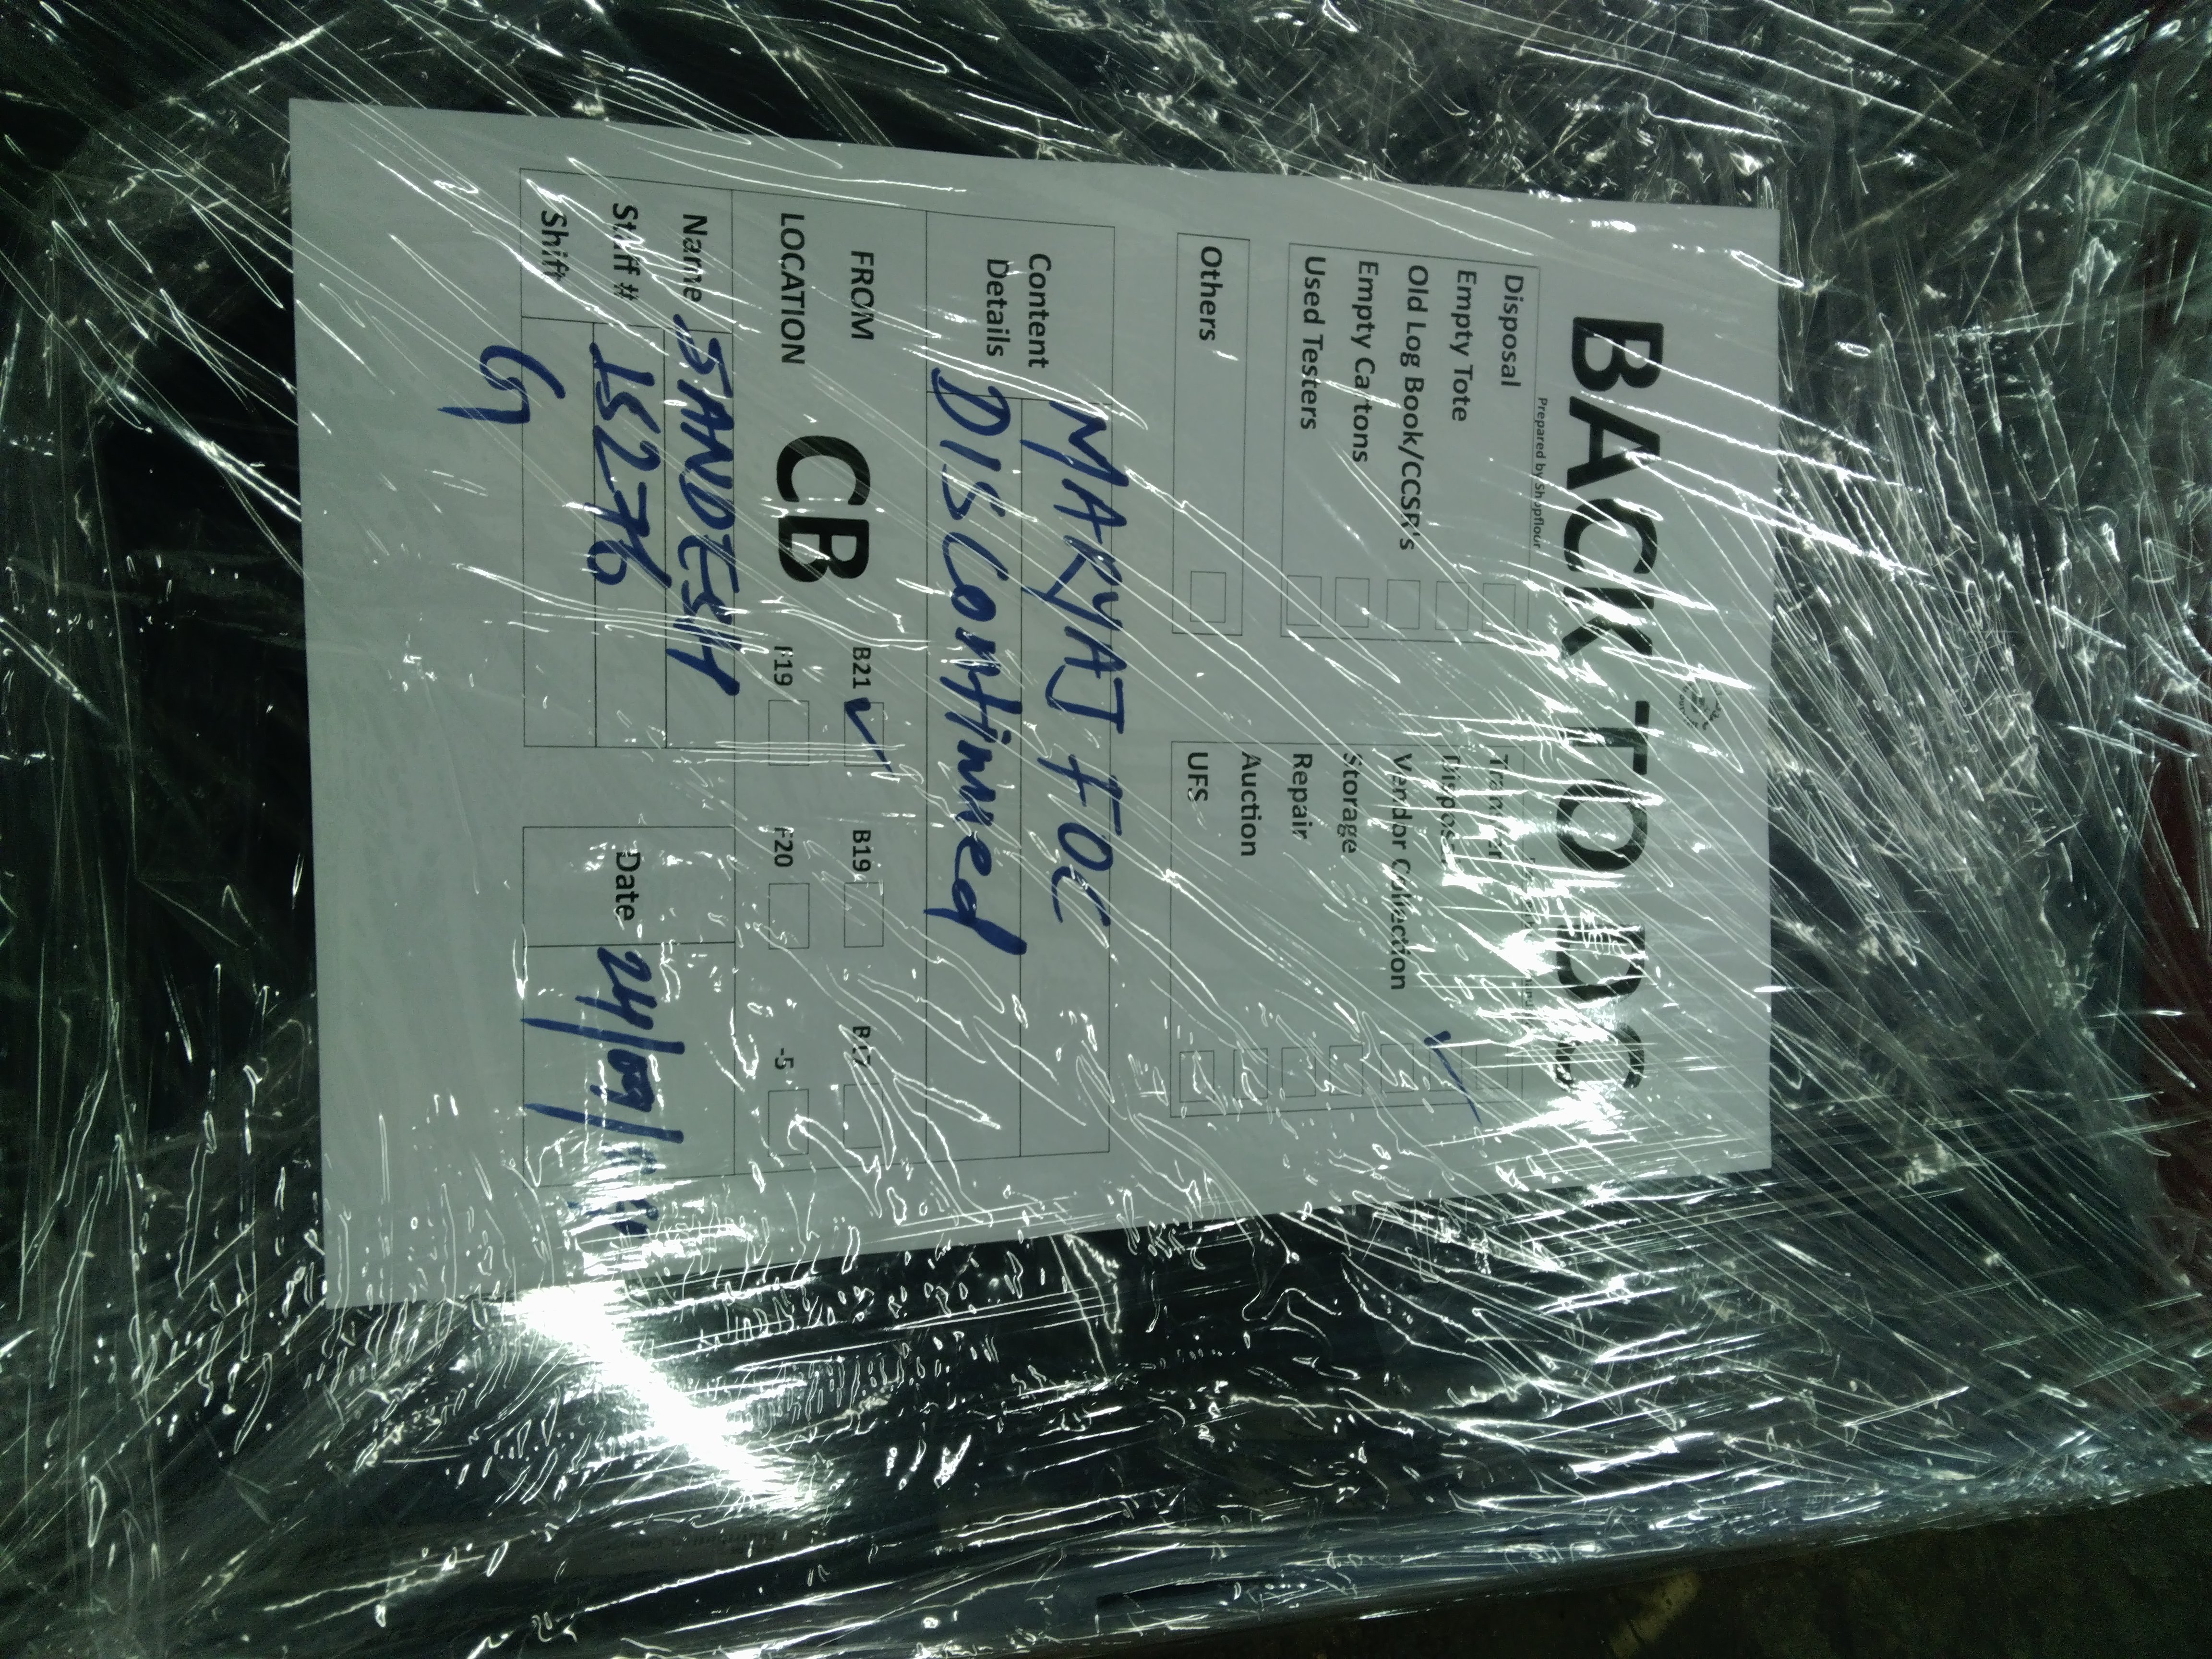 BACK TO DDS
Prepared by Shopflour
Disposal
Empty Tote
Old Log Book/CCSR's
Empty Cartons
Used Testers
Others
Transfer
Disposal
Vendor Collection
Storage
Repair
Auction
UFS
Content Details
MARYAJ FOC
DISContinued
FROM LOCATION
CB
B21 ✓ B19 B17
F19 F20 -5
Name SANDESH
Staff # 15276
Shift G
Date 24/09/